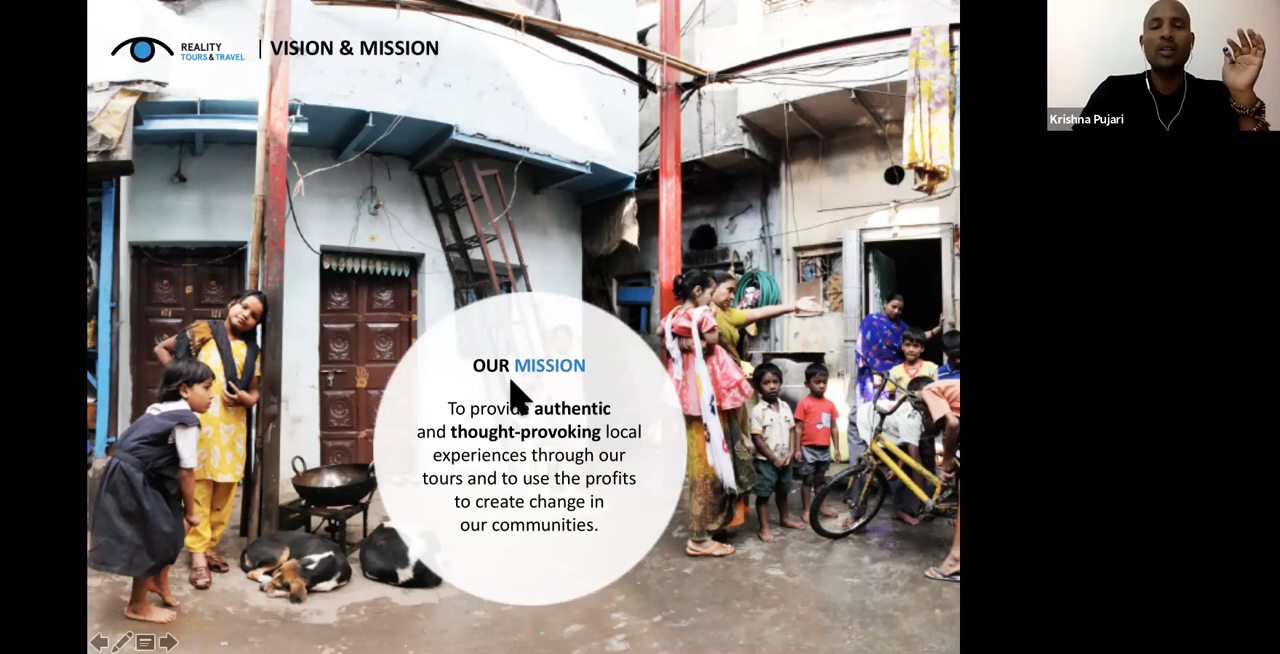 REALITY
TOURS & TRAVEL
| VISION & MISSION
Krishna Pujari
OUR MISSION
To provide authentic
and thought-provoking local
experiences through our
tours and to use the profits
to create change in
our communities.